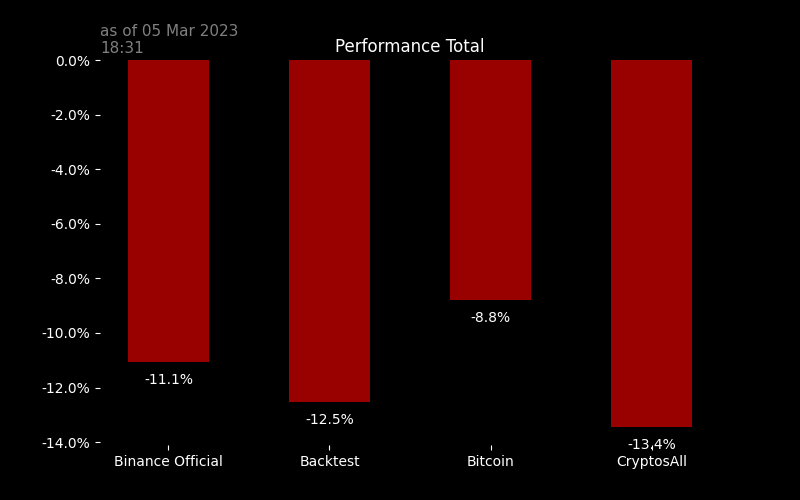 as of 05 Mar 2023
18:31
Performance Total
0.0%
-2.0%
-4.0%
-6.0%
-8.0%
-10.0%
-12.0%
-14.0%
-11.1%
-12.5%
-8.8%
-13.4%
Binance Official
Backtest
Bitcoin
CryptosAll